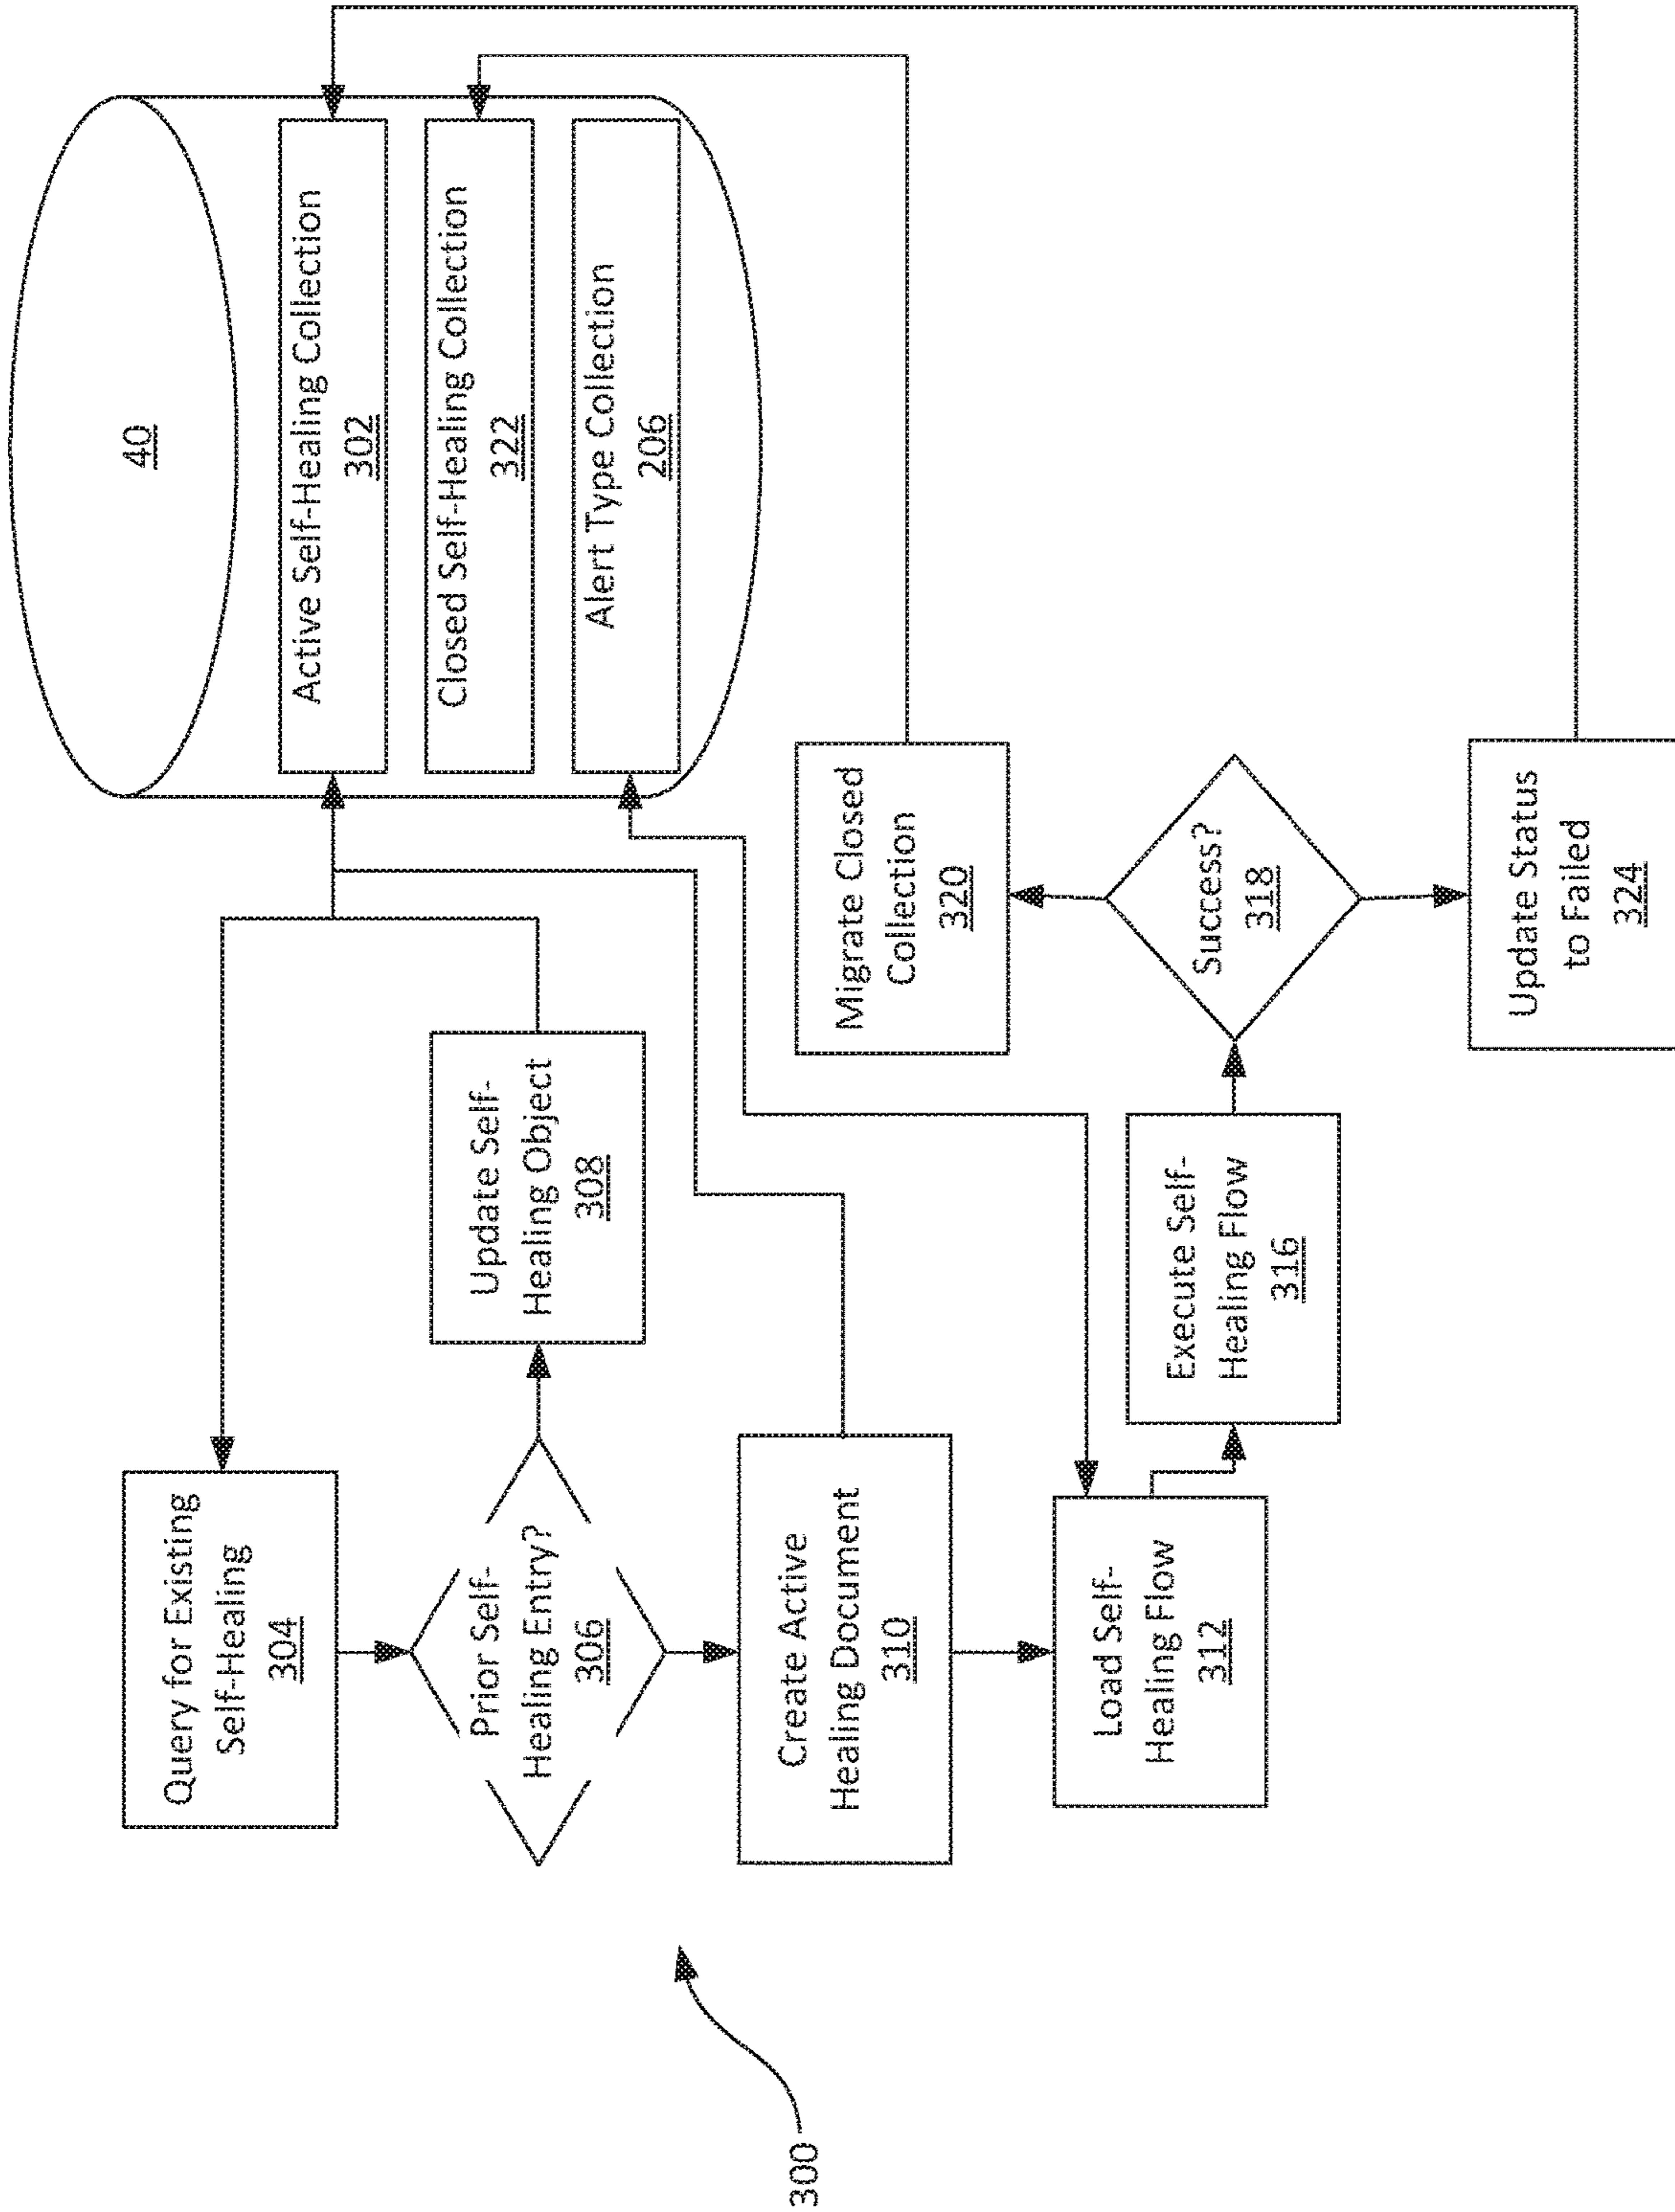 Query for Existing
Self-Healing
304
Prior Self-
Healing Entry?
306
Update Self-
Healing Object
308
Create Active
Healing Document
310
Load Self-
Healing Flow
312
Execute Self-
Healing Flow
316
Success?
318
Migrate Closed
Collection
320
Update Status
to Failed
324
40
Active Self-Healing Collection
302
Closed Self-Healing Collection
322
Alert Type Collection
206
300